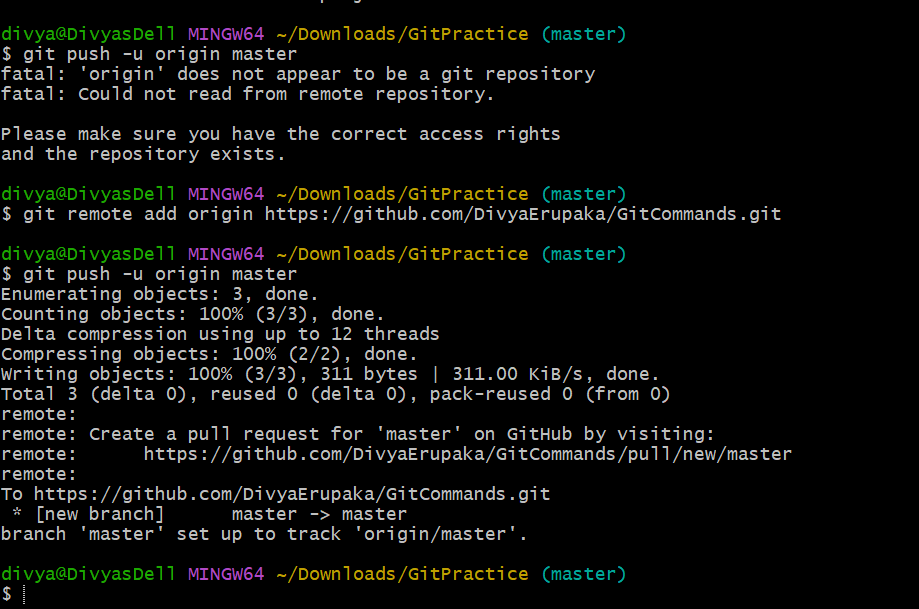 divya@DivyasDell MINGW64 ~/Downloads/GitPractice (master)
$ git push -u origin master
fatal: 'origin' does not appear to be a git repository
fatal: Could not read from remote repository.
Please make sure you have the correct access rights
and the repository exists.
divya@DivyasDell MINGW64 ~/Downloads/GitPractice (master)
$ git remote add origin https://github.com/DivyaErupaka/GitCommands.git
divya@DivyasDell MINGW64 ~/Downloads/GitPractice (master)
$ git push -u origin master
Enumerating objects: 3, done.
Counting objects: 100% (3/3), done.
Delta compression using up to 12 threads
Compressing objects: 100% (2/2), done.
Writing objects: 100% (3/3), 311 bytes | 311.00 KiB/s, done.
Total 3 (delta 0), reused 0 (delta 0), pack-reused 0 (from 0)
remote:
remote: Create a pull request for 'master' on GitHub by visiting:
remote:      https://github.com/DivyaErupaka/GitCommands/pull/new/master
remote:
To https://github.com/DivyaErupaka/GitCommands.git
 * [new branch]      master -> master
branch 'master' set up to track 'origin/master'.
divya@DivyasDell MINGW64 ~/Downloads/GitPractice (master)
$